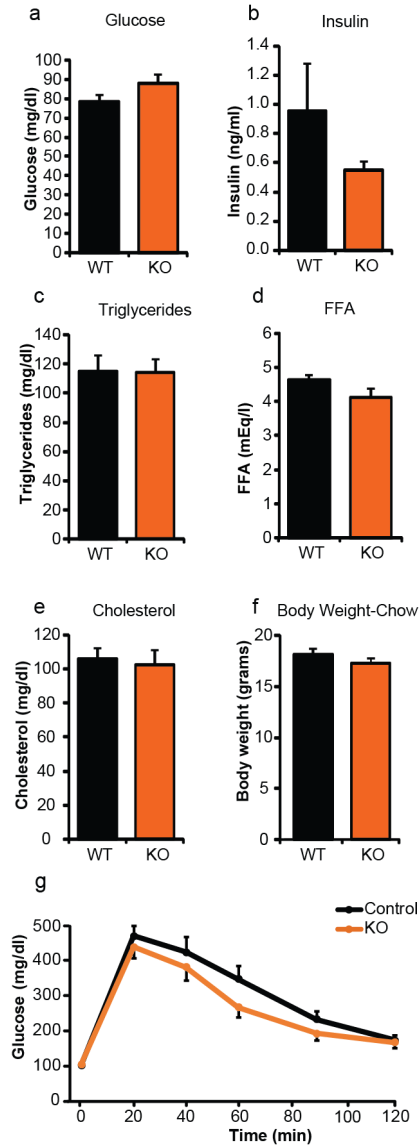 a
Glucose
Glucose (mg/dl)
100
90
80
70
60
50
40
30
20
10
0
WT
KO
b
Insulin
Insulin (ng/ml)
1.4
1.2
1.0
0.8
0.6
0.4
0.2
0.0
WT
KO
c
Triglycerides
Triglycerides (mg/dl)
140
120
100
80
60
40
20
0
WT
KO
d
FFA
FFA (mEq/l)
6
5
4
3
2
1
0
WT
KO
e
Cholesterol
Cholesterol (mg/dl)
120
100
80
60
40
20
0
WT
KO
f
Body Weight-Chow
Body weight (grams)
20
15
10
5
0
WT
KO
g
Control
KO
Glucose (mg/dl)
500
400
300
200
100
0
0
20
40
60
80
100
120
Time (min)